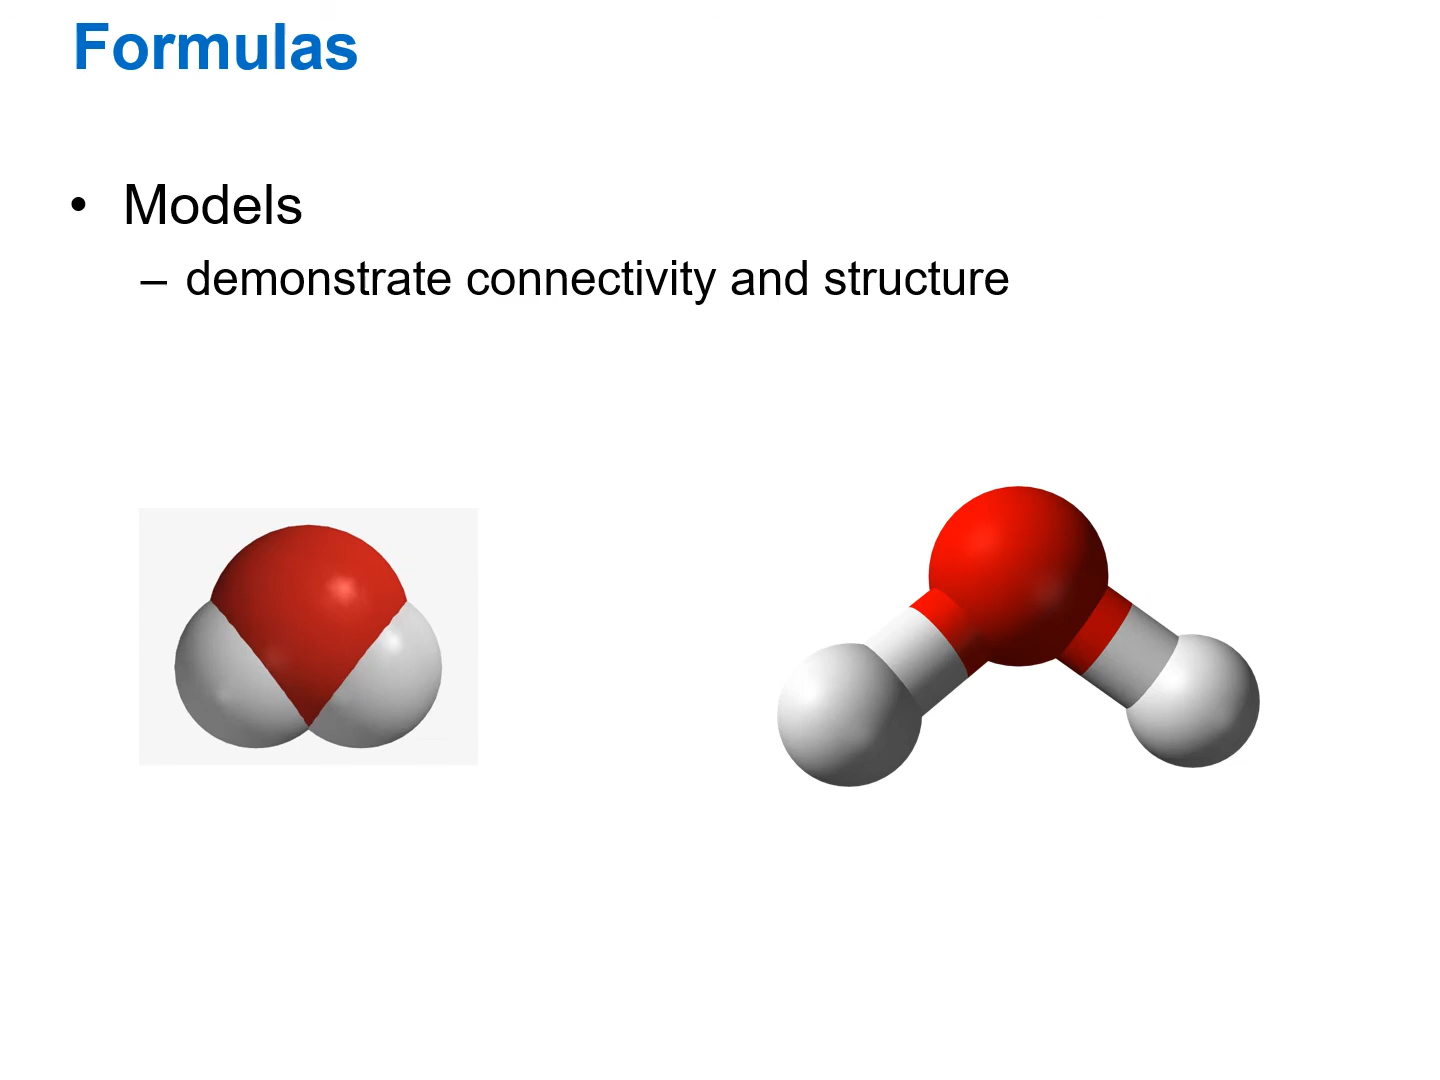 Formulas
• Models
– demonstrate connectivity and structure